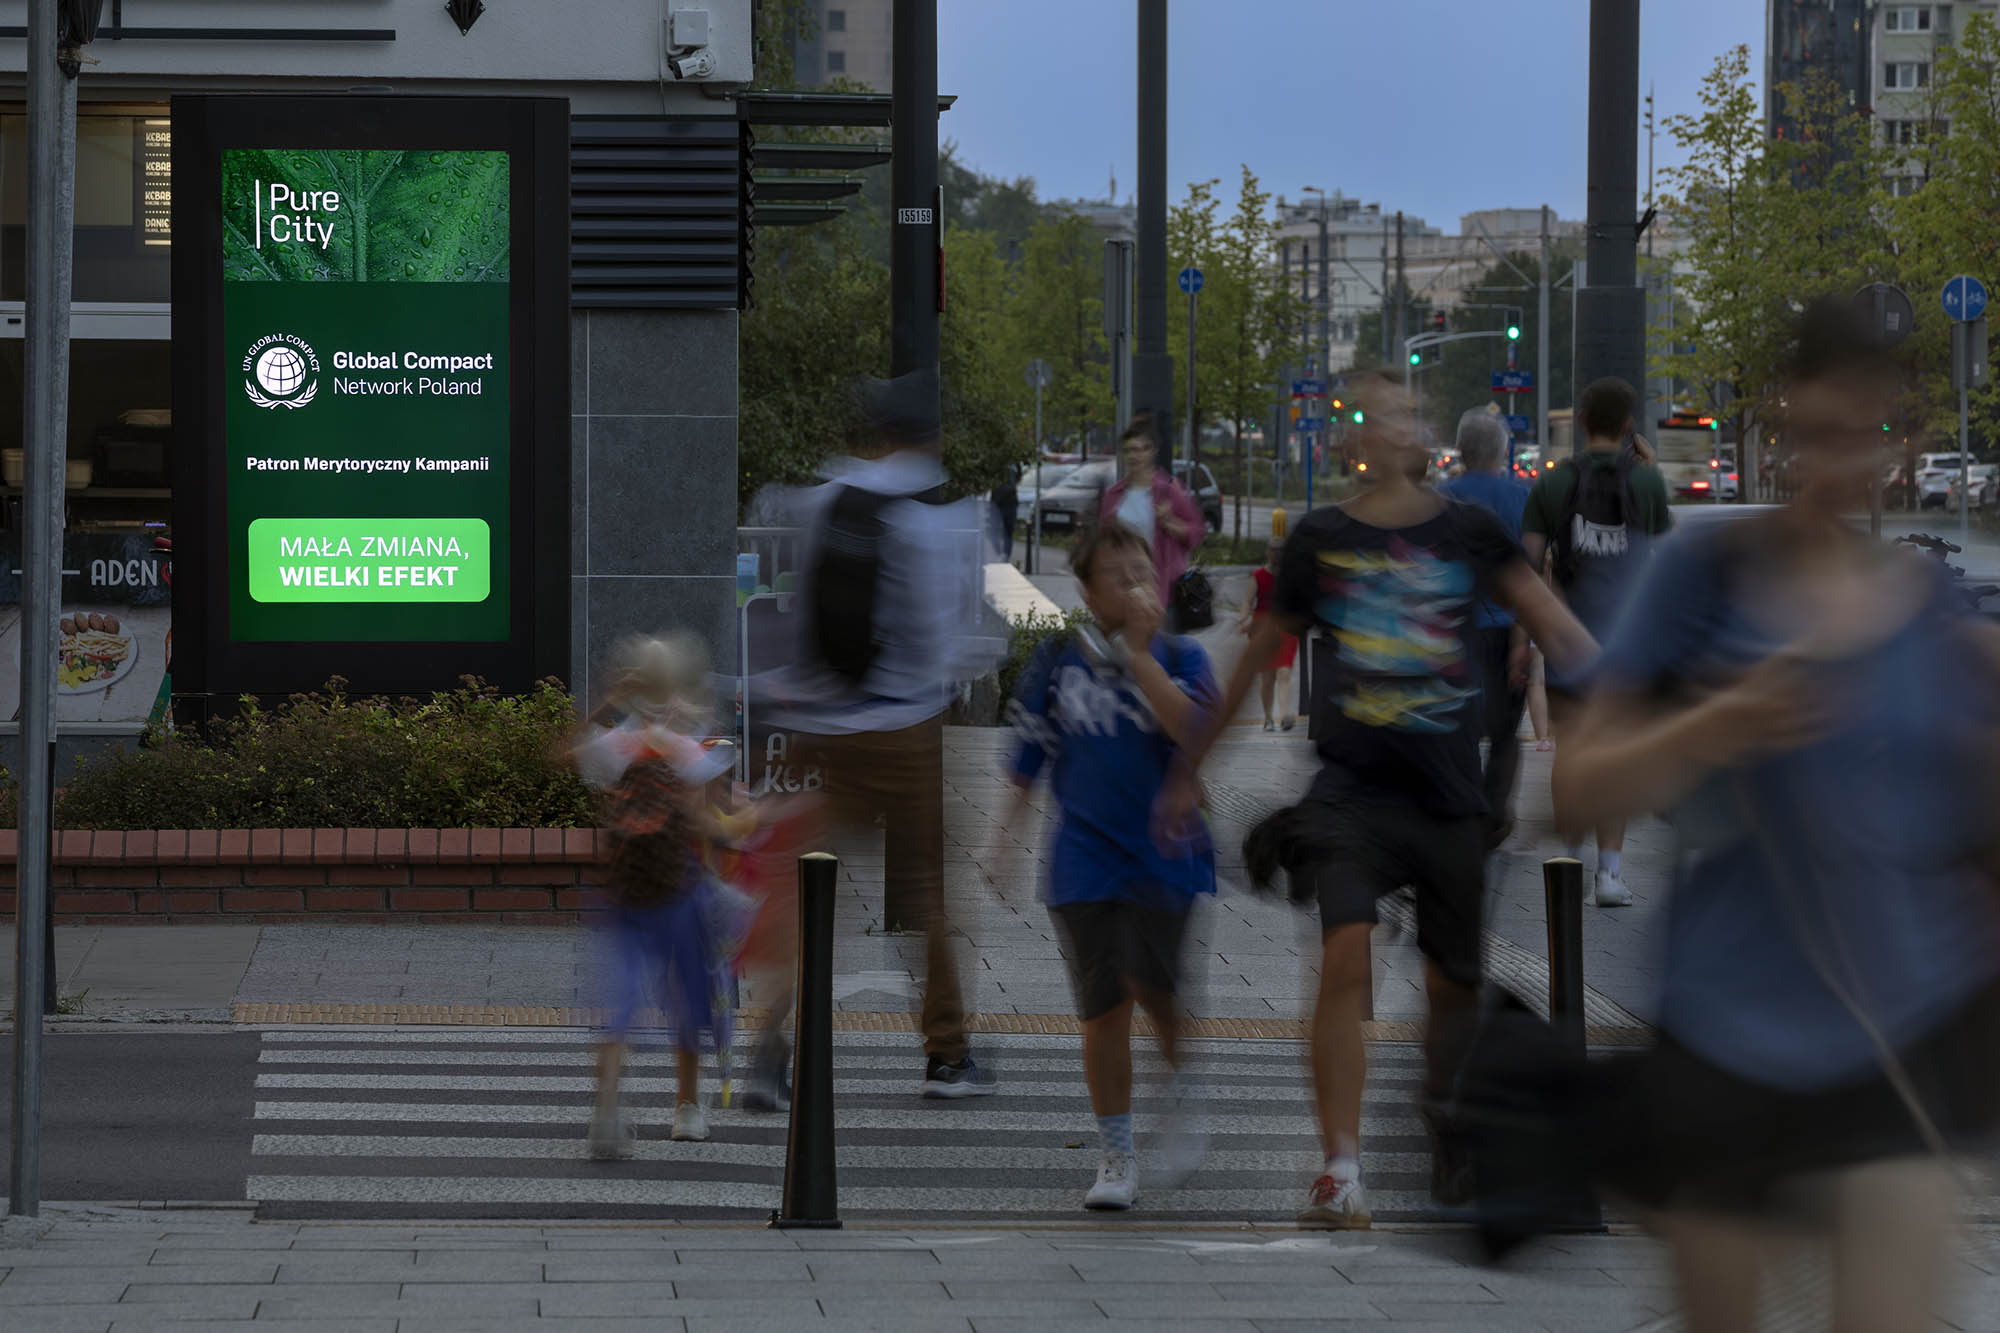 KEBAB
KEBAB
KEBAB
Pure
City
155159
UN GLOBAL COMPACT
Global Compact
Network Poland
Patron Merytoryczny Kampanii
MAŁA ZMIANA,
WIELKI EFEKT
VANS
ADEN